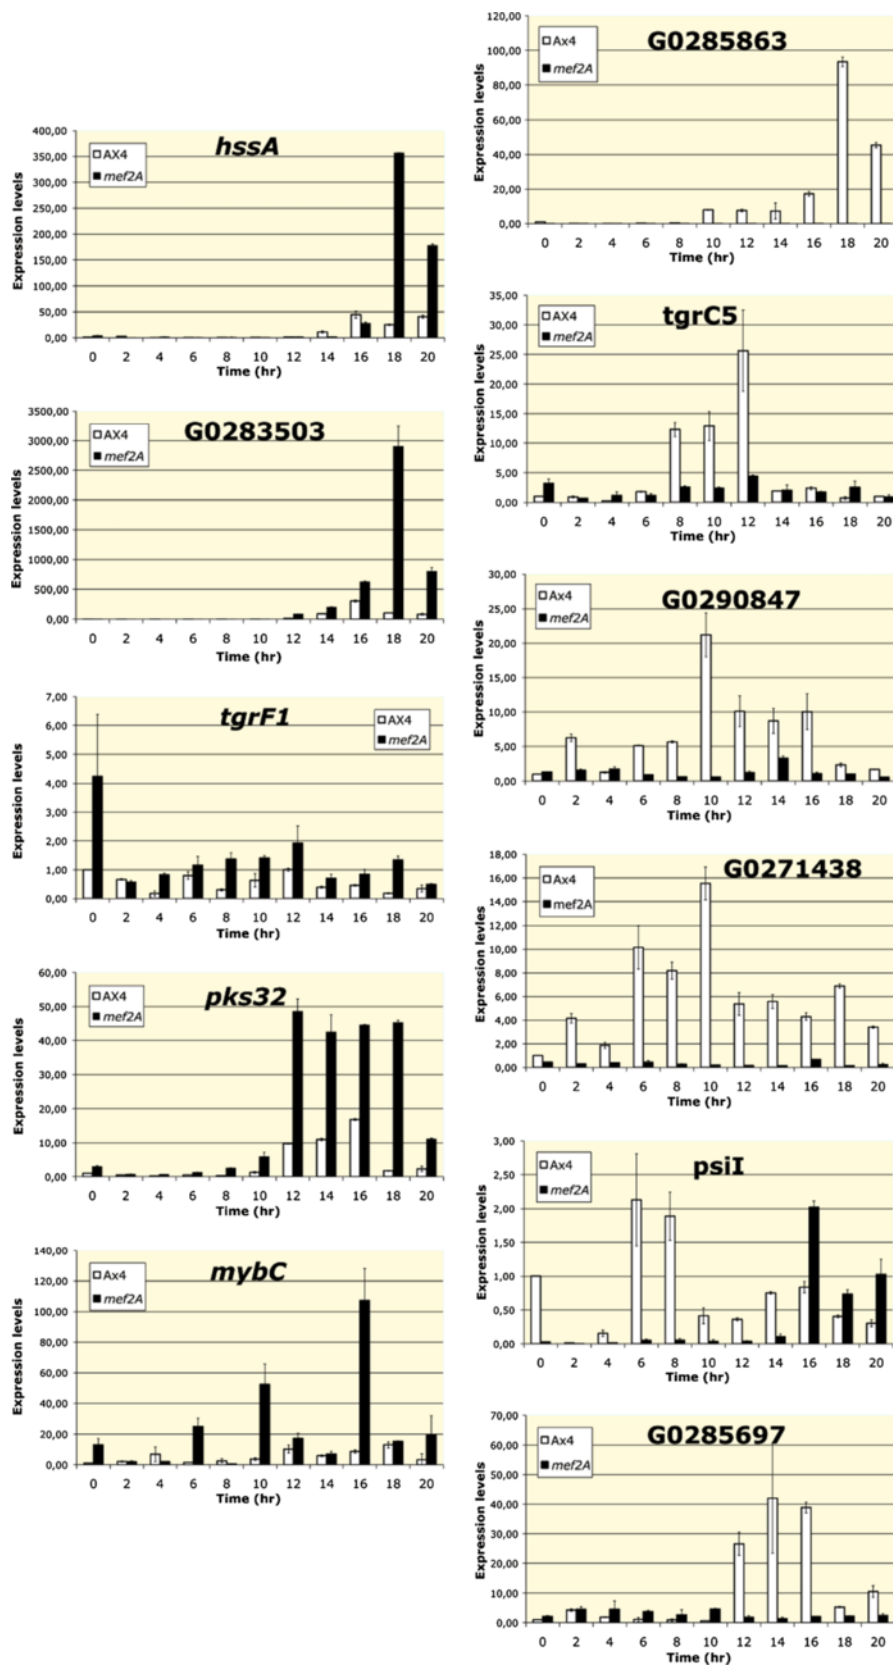 hssA
AX4
mef2A
Expression levels
400,00
350,00
300,00
250,00
200,00
150,00
100,00
50,00
0,00
0 2 4 6 8 10 12 14 16 18 20
Time (hr)
G0283503
AX4
mef2A
Expression levels
3500,00
3000,00
2500,00
2000,00
1500,00
1000,00
500,00
0,00
0 2 4 6 8 10 12 14 16 18 20
Time (hr)
tgrF1
AX4
mef2A
Expression levels
7,00
6,00
5,00
4,00
3,00
2,00
1,00
0,00
0 2 4 6 8 10 12 14 16 18 20
Time (hr)
pks32
AX4
mef2A
Expression levels
60,00
50,00
40,00
30,00
20,00
10,00
0,00
0 2 4 6 8 10 12 14 16 18 20
Time (hr)
mybC
Ax4
mef2A
Expression levels
140,00
120,00
100,00
80,00
60,00
40,00
20,00
0,00
0 2 4 6 8 10 12 14 16 18 20
Time (hr)
G0285863
Ax4
mef2A
Expression levels
120,00
100,00
80,00
60,00
40,00
20,00
0,00
0 2 4 6 8 10 12 14 16 18 20
Time (hr)
tgrC5
AX4
mef2A
Expression levels
35,00
30,00
25,00
20,00
15,00
10,00
5,00
0,00
0 2 4 6 8 10 12 14 16 18 20
Time (hr)
G0290847
Ax4
mef2A
Expression levels
30,00
25,00
20,00
15,00
10,00
5,00
0,00
0 2 4 6 8 10 12 14 16 18 20
Time (hr)
G0271438
Ax4
mef2A
Expression levles
18,00
16,00
14,00
12,00
10,00
8,00
6,00
4,00
2,00
0,00
0 2 4 6 8 10 12 14 16 18 20
Time (hr)
psiI
Ax4
mef2A
Expression levels
3,00
2,50
2,00
1,50
1,00
0,50
0,00
0 2 4 6 8 10 12 14 16 18 20
Time (hr)
G0285697
Ax4
mef2A
Expression levels
70,00
60,00
50,00
40,00
30,00
20,00
10,00
0,00
0 2 4 6 8 10 12 14 16 18 20
Time (hr)